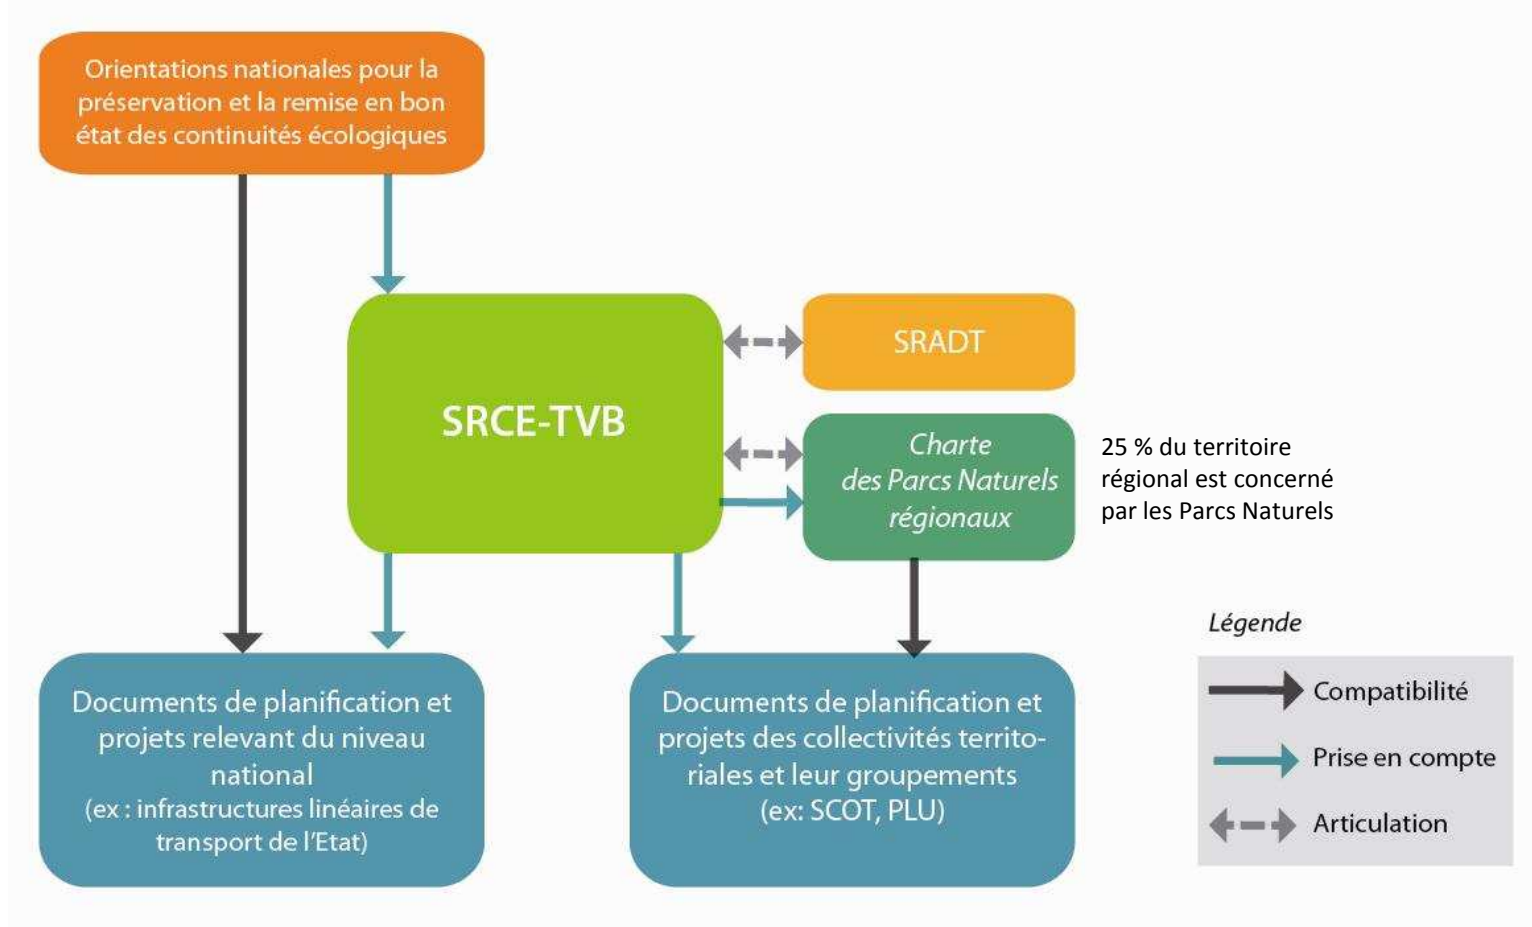 Orientations nationales pour la
préservation et la remise en bon
état des continuités écologiques
SRCE-TVB
SRADT
Charte
des Parcs Naturels
régionaux
25 % du territoire
régional est concerné
par les Parcs Naturels
Documents de planification et
projets relevant du niveau
national
(ex : infrastructures linéaires de
transport de l'Etat)
Documents de planification et
projets des collectivités territo-
riales et leur groupements
(ex: SCOT, PLU)
Légende
Compatibilité
Prise en compte
Articulation